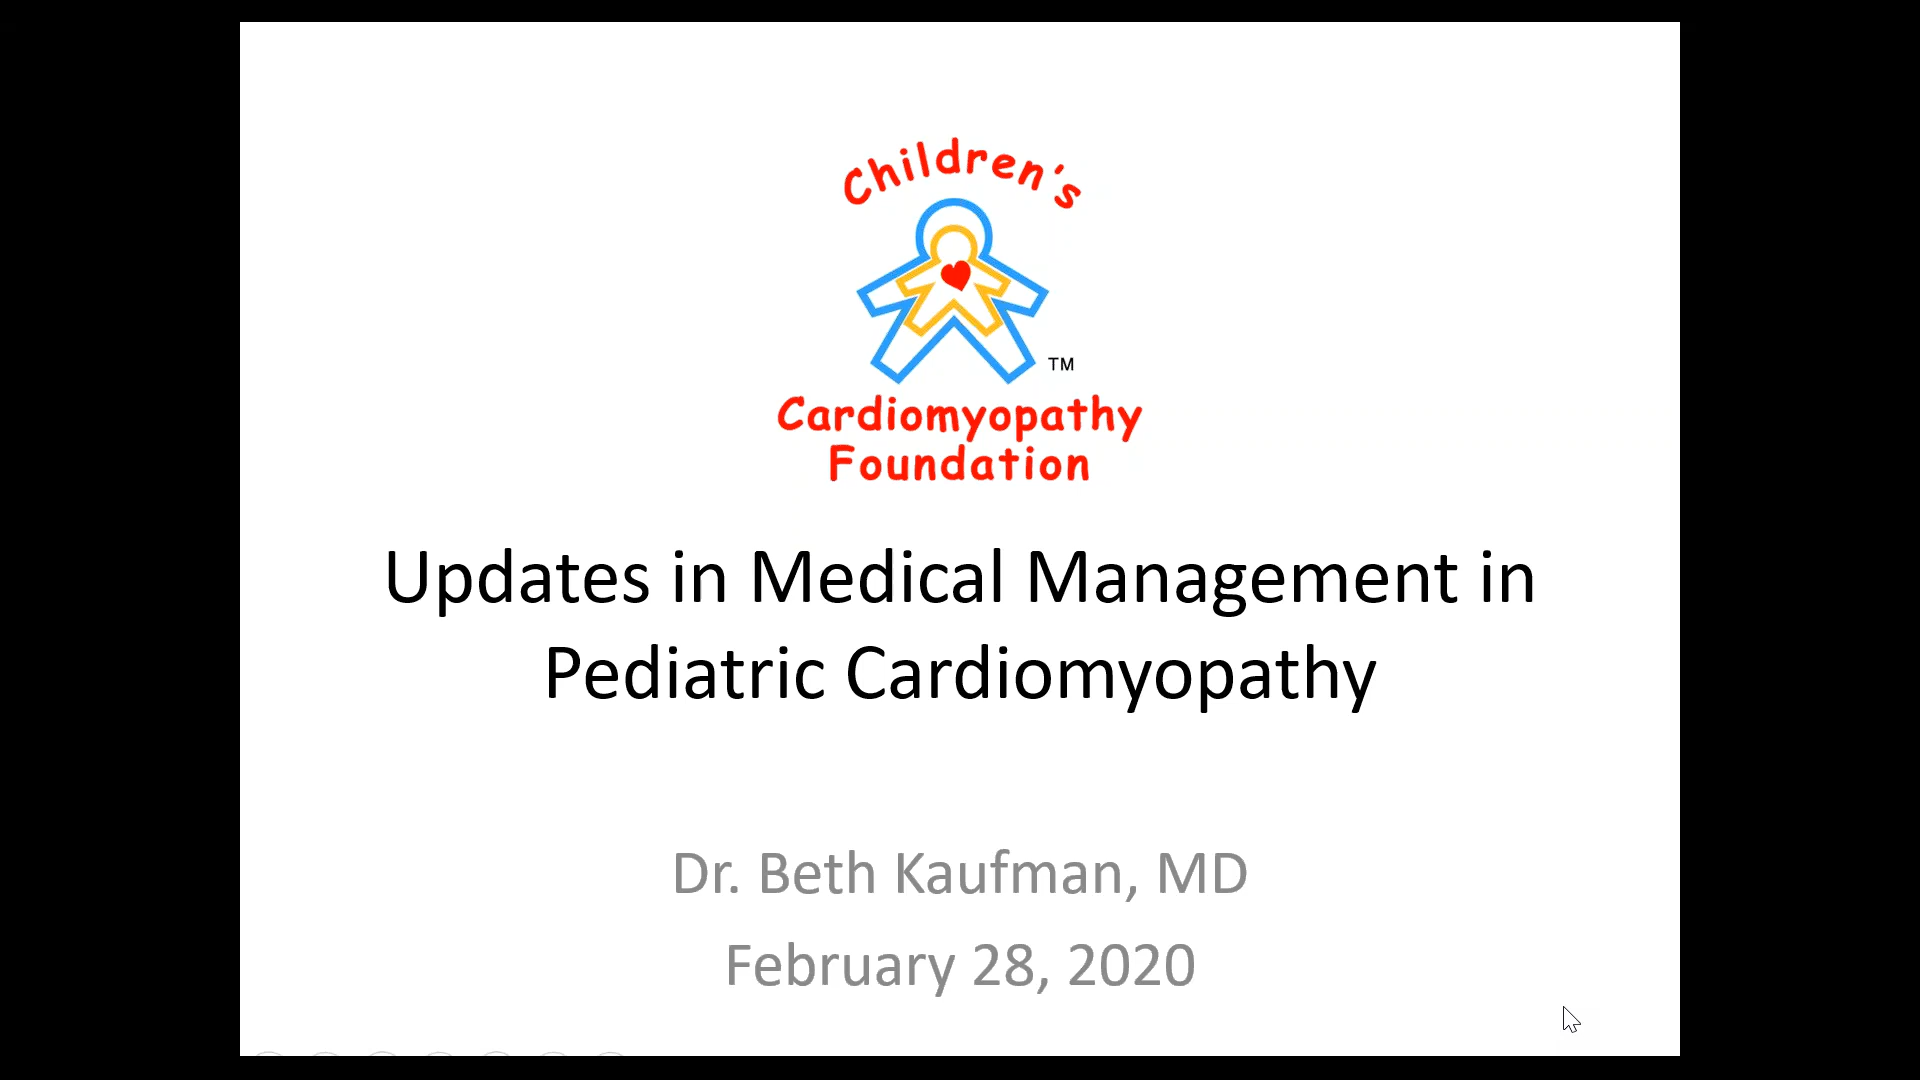 Children's
TM
Cardiomyopathy
Foundation
Updates in Medical Management in
Pediatric Cardiomyopathy
Dr. Beth Kaufman, MD
February 28, 2020